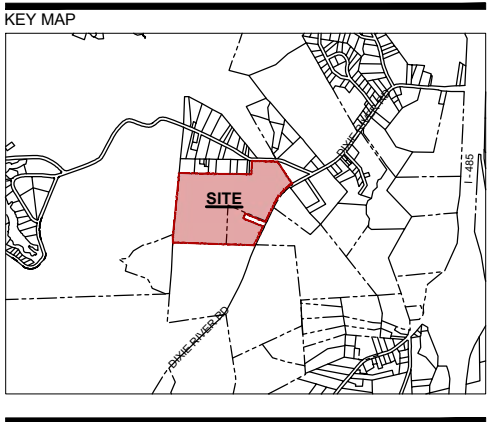 KEY MAP
DIXIE RIVER RD
I - 485
SITE
DIXIE RIVER RD